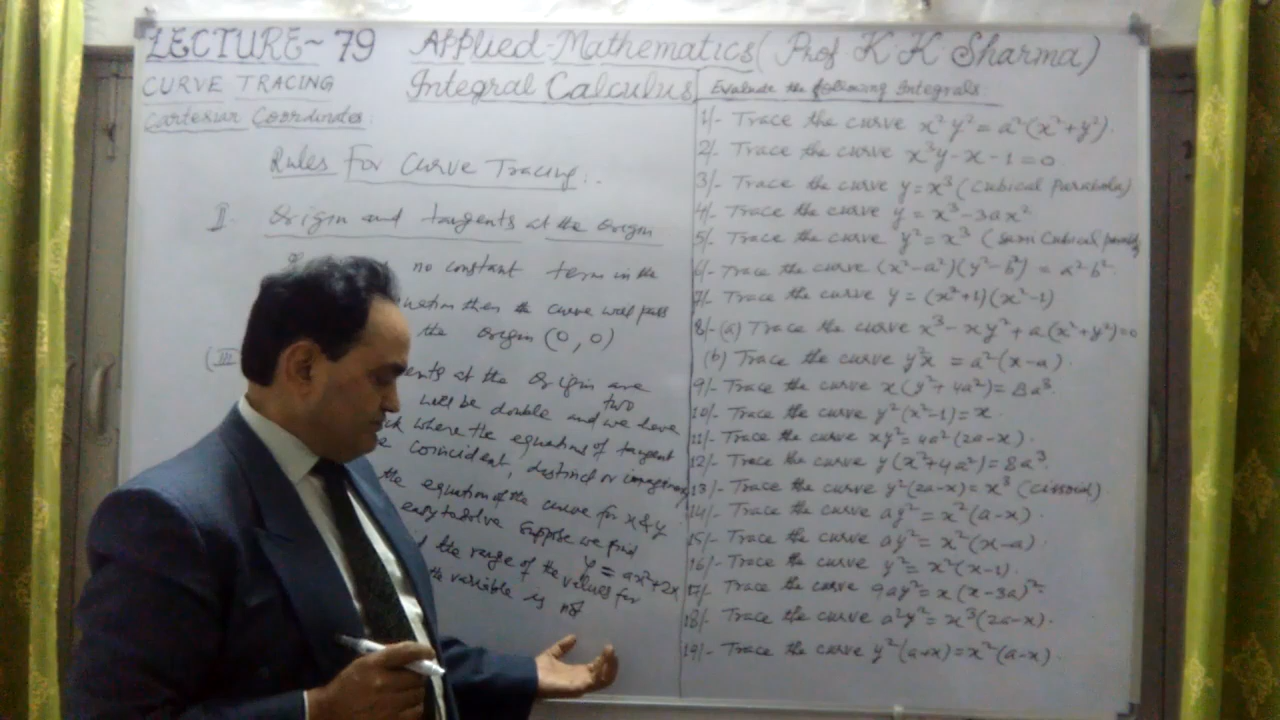 LECTURE~79 Applied-Mathematics (Prof K.K Sharma)
CURVE TRACING
Integral Calculus
Cartesian Coordinates:
Rules For Curve Tracing:
II. Origin and tangents at the Origin
no constant term in the
then the curve will pass
the Origin (0,0)
(III)
at the Origin are
two
will be double and we have
where the equations of tangent
coincident, distinct or imaginary
the equation of the curve for x & y
easy to solve suppose we find
y = ax²+2x
the range of the values for
the variable is not
Evaluate the following Integrals:
1/- Trace the curve x²y²=a²(x²+y²).
2/- Trace the curve x³y-x-1=0
3/- Trace the curve y=x³ (cubical parabola)
4/- Trace the curve y=x³-3ax²
5/- Trace the curve y²=x³ (semi cubical
6/- Trace the curve (x²-a²)(y²-b²) = a²b².
7/- Trace the curve y=(x²+1)(x²-1)
8/-(a) Trace the curve x³-xy²+a(x²+y²)=0
(b) Trace the curve y²x = a²(x-a).
9/- Trace the curve x(y²+4a²)=8a³.
10/- Trace the curve y²(x²-1)=x.
11/- Trace the curve xy²=4a²(2a-x).
12/- Trace the curve y(x²+4a²)=8a³.
13/- Trace the curve y²(2a-x)=x³ (cissoid)
14/- Trace the curve ay²=x²(a-x).
15/- Trace the curve ay²=x²(x-a).
16/- Trace the curve y²=x²(x-1).
17/- Trace the curve 9ay²=x(x-3a)².
18/- Trace the curve a²y²=x³(2a-x).
19/- Trace the curve y²(a+x)=x²(a-x).